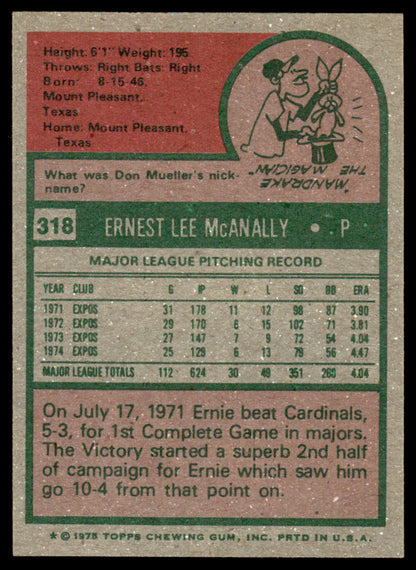 Height: 6'1" Weight: 195
Throws: Right Bats: Right
Born: 8-15-46,
Mount Pleasant,
Texas
Home: Mount Pleasant,
Texas
What was Don Mueller's nick-
name?
"MANDRAKE
THE
MAGICIAN"
318 ERNEST LEE McANALLY • P
MAJOR LEAGUE PITCHING RECORD
YEAR CLUB G IP W L SO BB ERA
1971 EXPOS 31 178 11 12 98 87 3.90
1972 EXPOS 29 170 6 15 102 71 3.81
1973 EXPOS 27 147 7 9 72 54 4.04
1974 EXPOS 25 129 6 13 79 56 4.47
MAJOR LEAGUE TOTALS 112 624 30 49 351 268 4.04
On July 17, 1971 Ernie beat Cardinals,
5-3, for 1st Complete Game in majors.
The Victory started a superb 2nd half
of campaign for Ernie which saw him
go 10-4 from that point on.
* © 1975 TOPPS CHEWING GUM, INC. PRTD IN U.S.A.